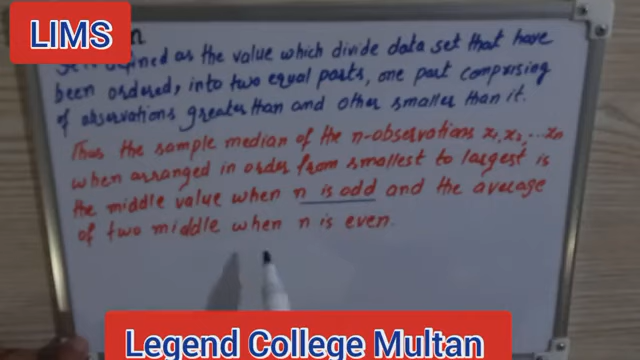 LIMS
n
defined as the value which divide data set that have
been ordered, into two equal parts, one part comprising
of observations greater than and other smaller than it.
Thus the sample median of the n-observations x1, x2, ... xn
when arranged in order from smallest to largest is
the middle value when n is odd and the average
of two middle when n is even.
Legend College Multan